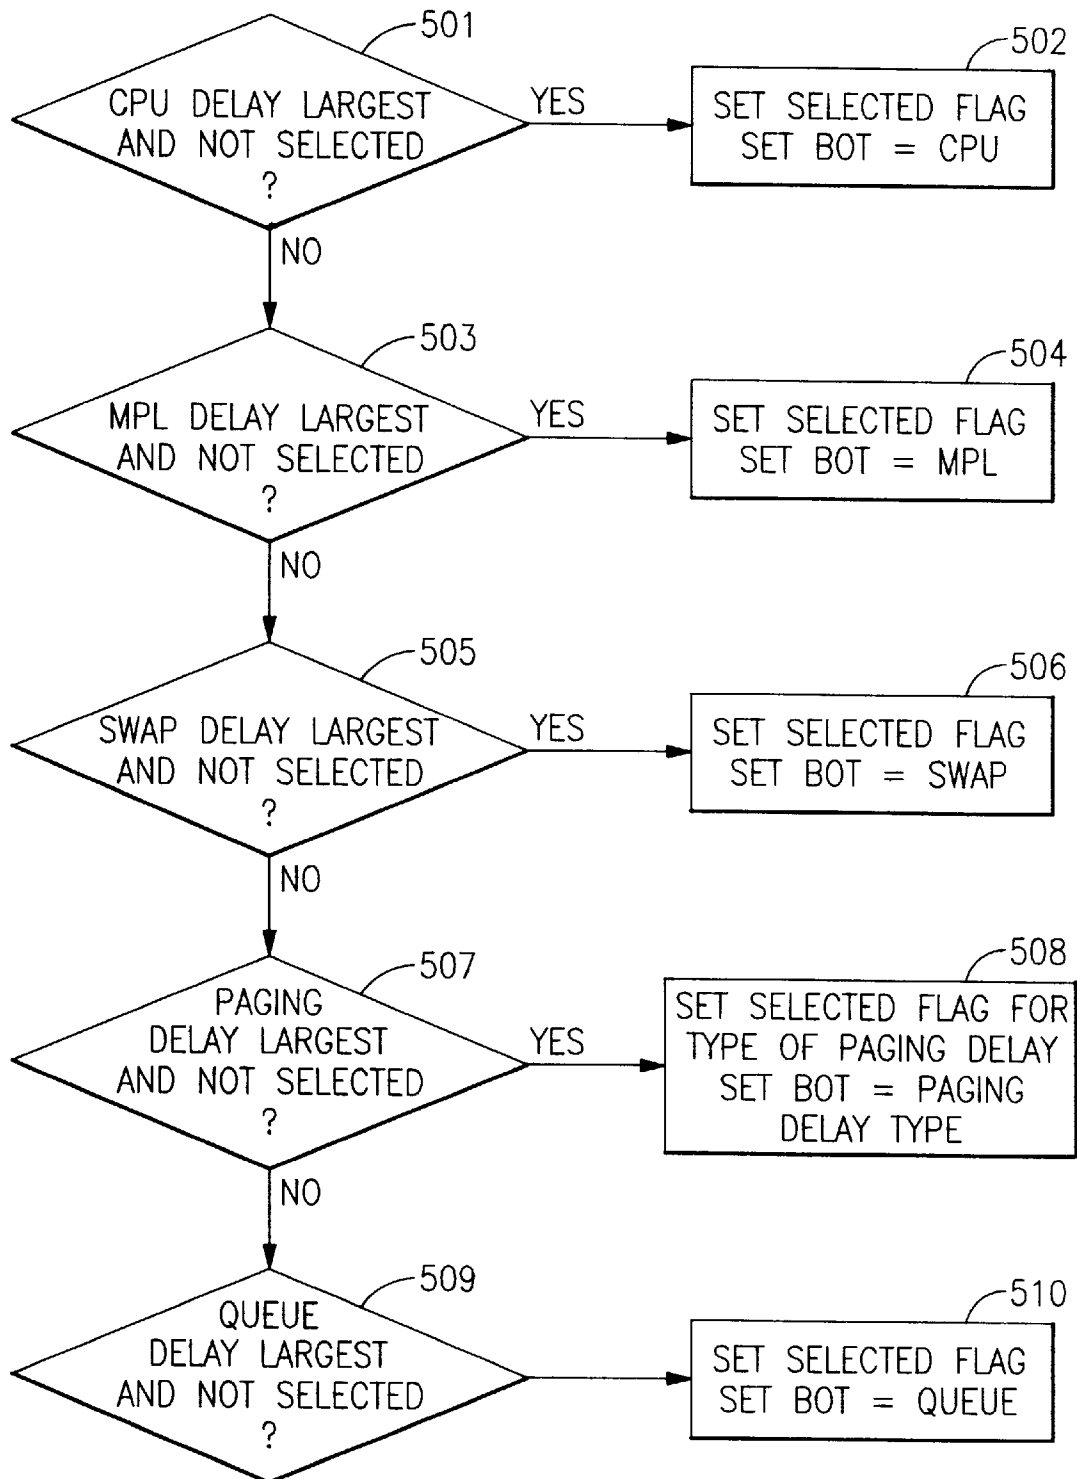 501
CPU DELAY LARGEST
AND NOT SELECTED
?
YES
502
SET SELECTED FLAG
SET BOT = CPU
NO
503
MPL DELAY LARGEST
AND NOT SELECTED
?
YES
504
SET SELECTED FLAG
SET BOT = MPL
NO
505
SWAP DELAY LARGEST
AND NOT SELECTED
?
YES
506
SET SELECTED FLAG
SET BOT = SWAP
NO
507
PAGING
DELAY LARGEST
AND NOT SELECTED
?
YES
508
SET SELECTED FLAG FOR
TYPE OF PAGING DELAY
SET BOT = PAGING
DELAY TYPE
NO
509
QUEUE
DELAY LARGEST
AND NOT SELECTED
?
510
SET SELECTED FLAG
SET BOT = QUEUE